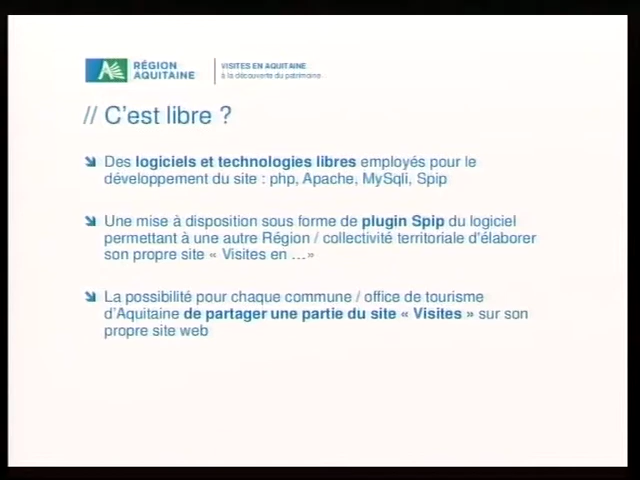 RÉGION
AQUITAINE
VISITES EN AQUITAINE
à la découverte du patrimoine
// C'est libre ?
Des logiciels et technologies libres employés pour le
développement du site : php, Apache, MySqli, Spip
Une mise à disposition sous forme de plugin Spip du logiciel
permettant à une autre Région / collectivité territoriale d'élaborer
son propre site « Visites en …»
La possibilité pour chaque commune / office de tourisme
d'Aquitaine de partager une partie du site « Visites » sur son
propre site web